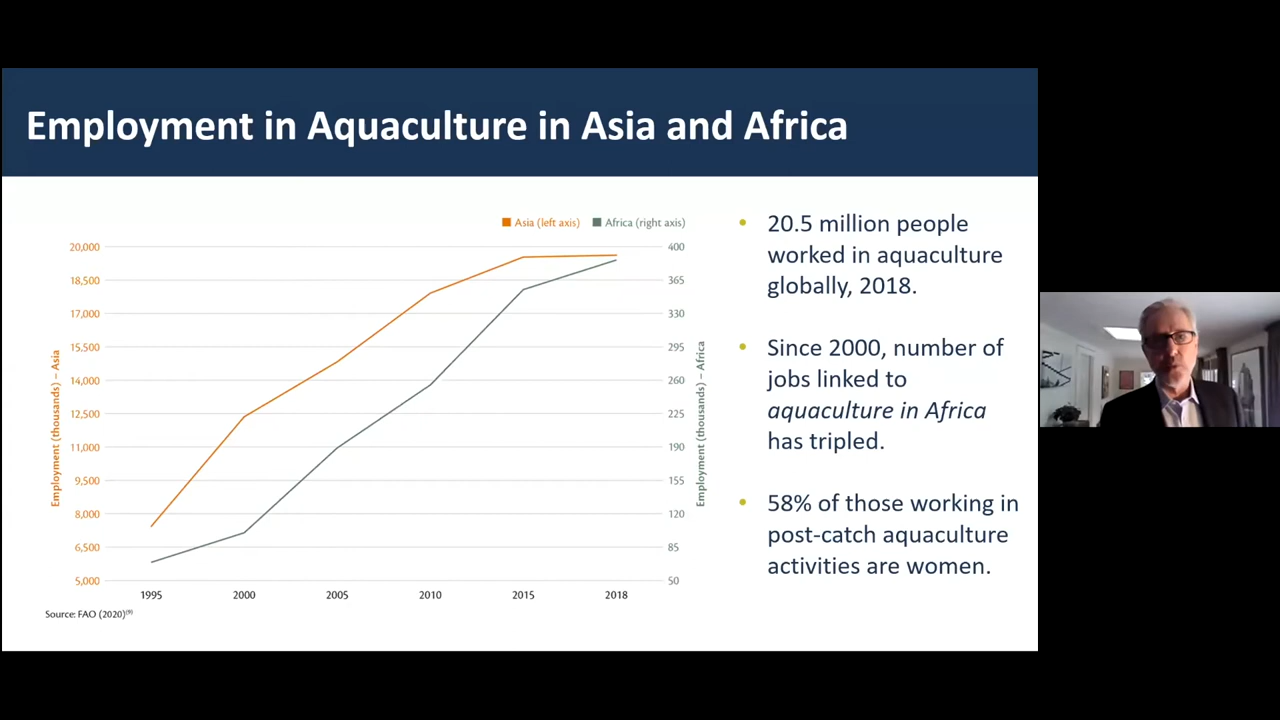 Employment in Aquaculture in Asia and Africa
Asia (left axis) Africa (right axis)
20,000
18,500
17,000
15,500
14,000
12,500
11,000
9,500
8,000
6,500
5,000
Employment (thousands) – Asia
400
365
330
295
260
225
190
155
120
85
50
Employment (thousands) – Africa
1995 2000 2005 2010 2015 2018
Source: FAO (2020)(9)
• 20.5 million people
worked in aquaculture
globally, 2018.
• Since 2000, number of
jobs linked to
aquaculture in Africa
has tripled.
• 58% of those working in
post-catch aquaculture
activities are women.